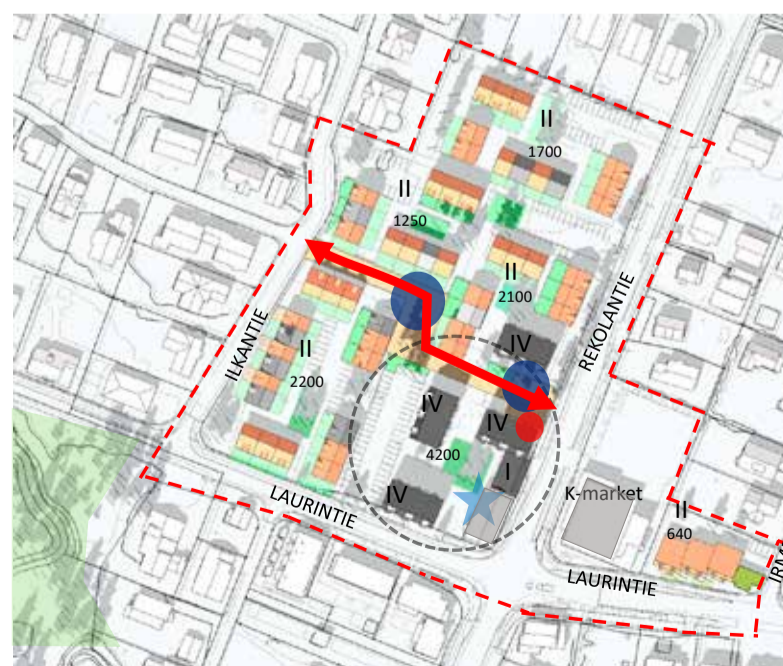 II
1700
II
1250
II
2100
REKOLANTIE
ILKANTIE
II
2200
IV
IV
IV
4200
I
IV
K-market
II
640
LAURINTIE
LAURINTIE